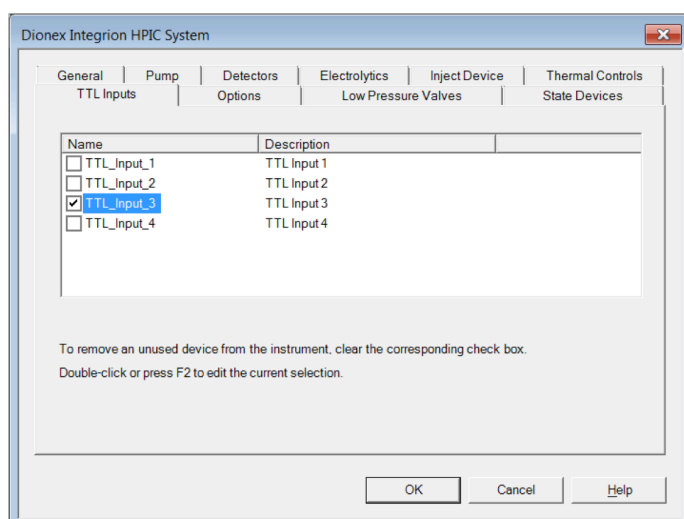 Dionex Integrion HPIC System
General Pump Detectors Electrolytics Inject Device Thermal Controls
TTL Inputs Options Low Pressure Valves State Devices
Name Description
TTL_Input_1 TTL Input 1
TTL_Input_2 TTL Input 2
TTL_Input_3 TTL Input 3
TTL_Input_4 TTL Input 4
To remove an unused device from the instrument, clear the corresponding check box.
Double-click or press F2 to edit the current selection.
OK Cancel Help